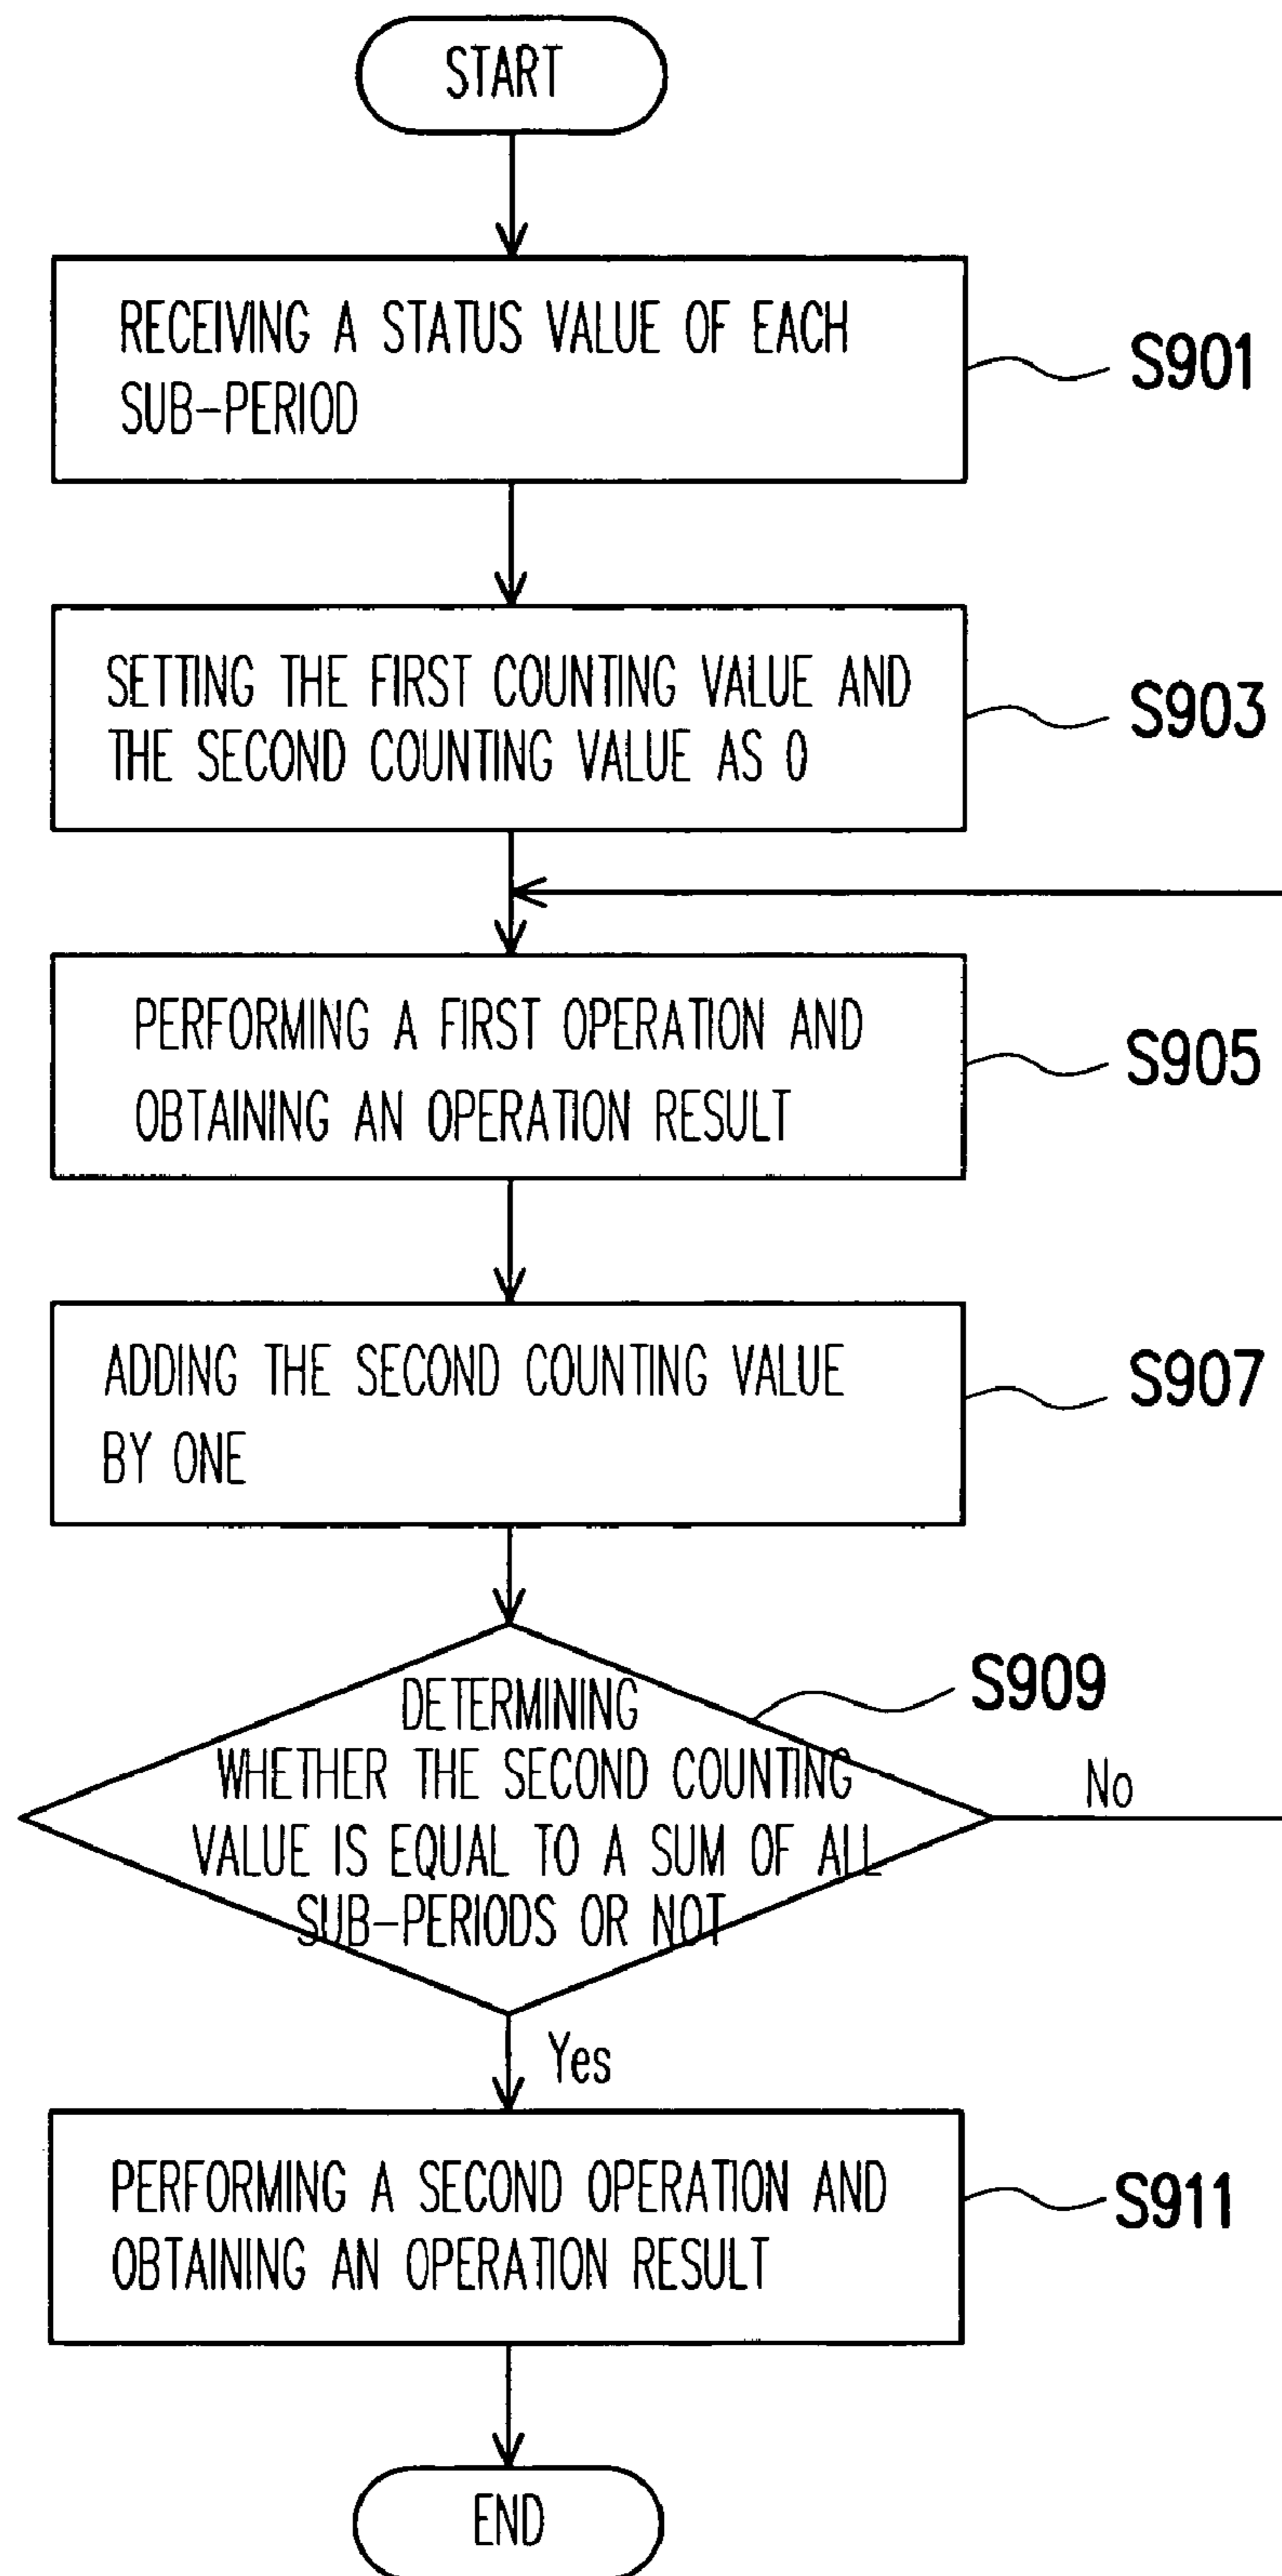 START
RECEIVING A STATUS VALUE OF EACH
SUB-PERIOD
S901
SETTING THE FIRST COUNTING VALUE AND
THE SECOND COUNTING VALUE AS 0
S903
PERFORMING A FIRST OPERATION AND
OBTAINING AN OPERATION RESULT
S905
ADDING THE SECOND COUNTING VALUE
BY ONE
S907
DETERMINING
WHETHER THE SECOND COUNTING
VALUE IS EQUAL TO A SUM OF ALL
SUB-PERIODS OR NOT
S909
No
Yes
PERFORMING A SECOND OPERATION AND
OBTAINING AN OPERATION RESULT
S911
END